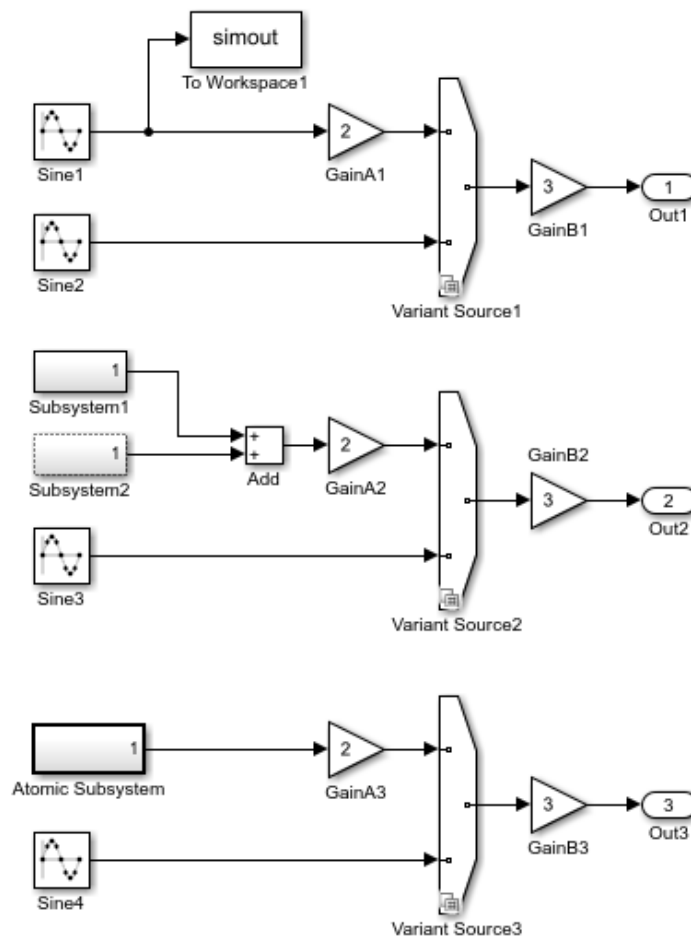 simout
To Workspace1
2
Sine1
GainA1
3
1
GainB1
Out1
Sine2
Variant Source1
1
Subsystem1
+
+
2
1
Subsystem2
Add
GainA2
GainB2
3
2
Out2
Sine3
Variant Source2
1
2
Atomic Subsystem
GainA3
3
3
GainB3
Out3
Sine4
Variant Source3